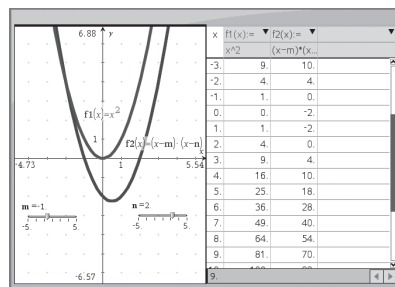 6.88 y
f1(x)=x^2
1
f2(x)=(x-m)·(x-n)
x
-4.73 1 5.54
m =-1
-5 5
n =2
-5 5
-6.57
x f1(x):= ▼ f2(x):= ▼ ▼
x^2 (x-m)*(x...
-3. 9. 10.
-2. 4. 4.
-1. 1. 0.
0. 0. -2.
1. 1. -2.
2. 4. 0.
3. 9. 4.
4. 16. 10.
5. 25. 18.
6. 36. 28.
7. 49. 40.
8. 64. 54.
9. 81. 70.
9.